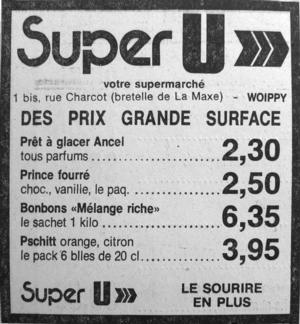 Super U
votre supermarché
1 bis, rue Charcot (bretelle de La Maxe) - WOIPPY
DES PRIX GRANDE SURFACE
Prêt à glacer Ancel
tous parfums ........................ 2,30
Prince fourré
choc., vanille, le paq. ............... 2,50
Bonbons «Mélange riche»
le sachet 1 kilo ..................... 6,35
Pschitt orange, citron
le pack 6 blles de 20 cl............. 3,95
Super U LE SOURIRE
EN PLUS